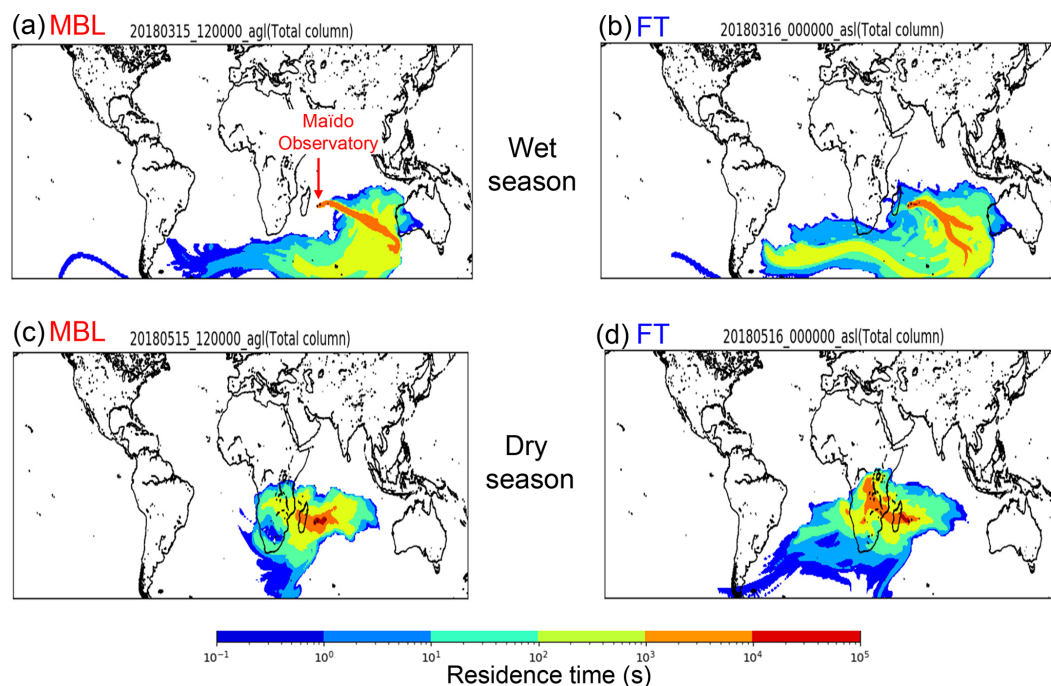 (a) MBL
20180315_120000_agl(Total column)
(b) FT
20180316_000000_asl(Total column)
Maïdo
Observatory
Wet
season
(c) MBL
20180515_120000_agl(Total column)
(d) FT
20180516_000000_asl(Total column)
Dry
season
10⁻¹ 10⁰ 10¹ 10² 10³ 10⁴ 10⁵
Residence time (s)